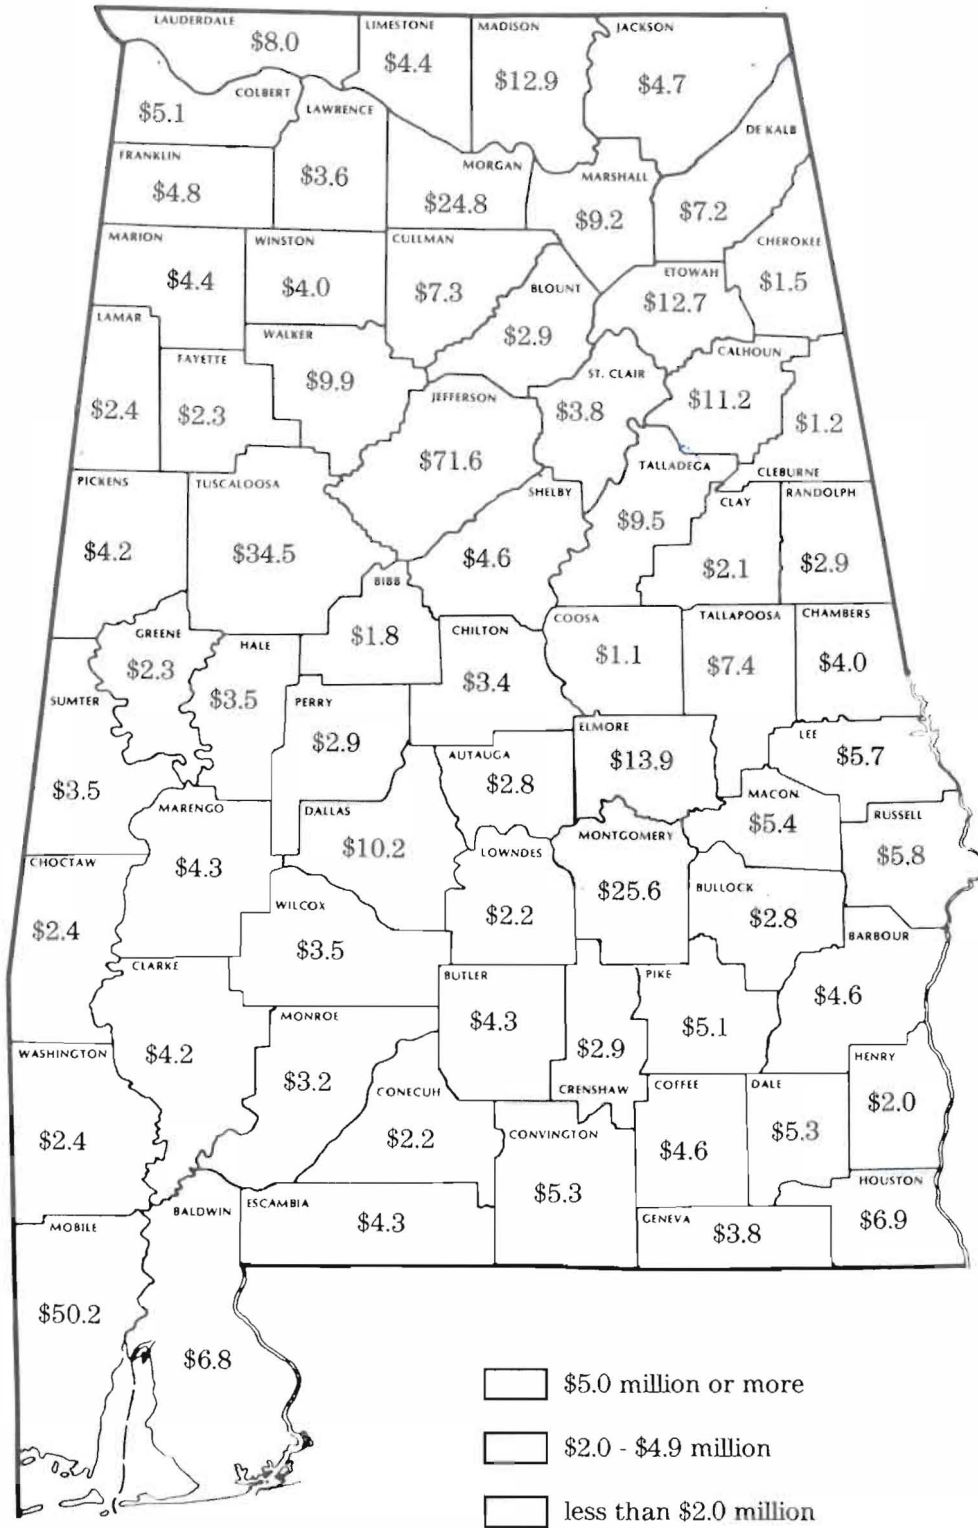 LAUDERDALE
$8.0
LIMESTONE
$4.4
MADISON
$12.9
JACKSON
$4.7
COLBERT
$5.1
LAWRENCE
$3.6
DE KALB
$7.2
FRANKLIN
$4.8
MORGAN
$24.8
MARSHALL
$9.2
MARION
$4.4
WINSTON
$4.0
CULLMAN
$7.3
BLOUNT
$2.9
ETOWAH
$12.7
CHEROKEE
$1.5
LAMAR
$2.4
FAYETTE
$2.3
WALKER
$9.9
JEFFERSON
$71.6
ST. CLAIR
$3.8
CALHOUN
$11.2
$1.2
CLEBURNE
PICKENS
$4.2
TUSCALOOSA
$34.5
SHELBY
$4.6
TALLADEGA
$9.5
CLAY
$2.1
RANDOLPH
$2.9
BIBB
$1.8
GREENE
$2.3
HALE
$3.5
CHILTON
$3.4
COOSA
$1.1
TALLAPOOSA
$7.4
CHAMBERS
$4.0
SUMTER
$3.5
PERRY
$2.9
AUTAUGA
$2.8
ELMORE
$13.9
LEE
$5.7
MARENGO
$4.3
DALLAS
$10.2
LOWNDES
$2.2
MONTGOMERY
$25.6
MACON
$5.4
RUSSELL
$5.8
CHOCTAW
$2.4
WILCOX
$3.5
BULLOCK
$2.8
BARBOUR
$4.6
CLARKE
$4.2
BUTLER
$4.3
PIKE
$5.1
MONROE
$3.2
$2.9
CRENSHAW
WASHINGTON
$2.4
CONECUH
$2.2
COFFEE
$4.6
DALE
$5.3
HENRY
$2.0
CONVINGTON
$5.3
HOUSTON
$6.9
MOBILE
$50.2
BALDWIN
$6.8
ESCAMBIA
$4.3
GENEVA
$3.8
$5.0 million or more
$2.0 - $4.9 million
less than $2.0 million